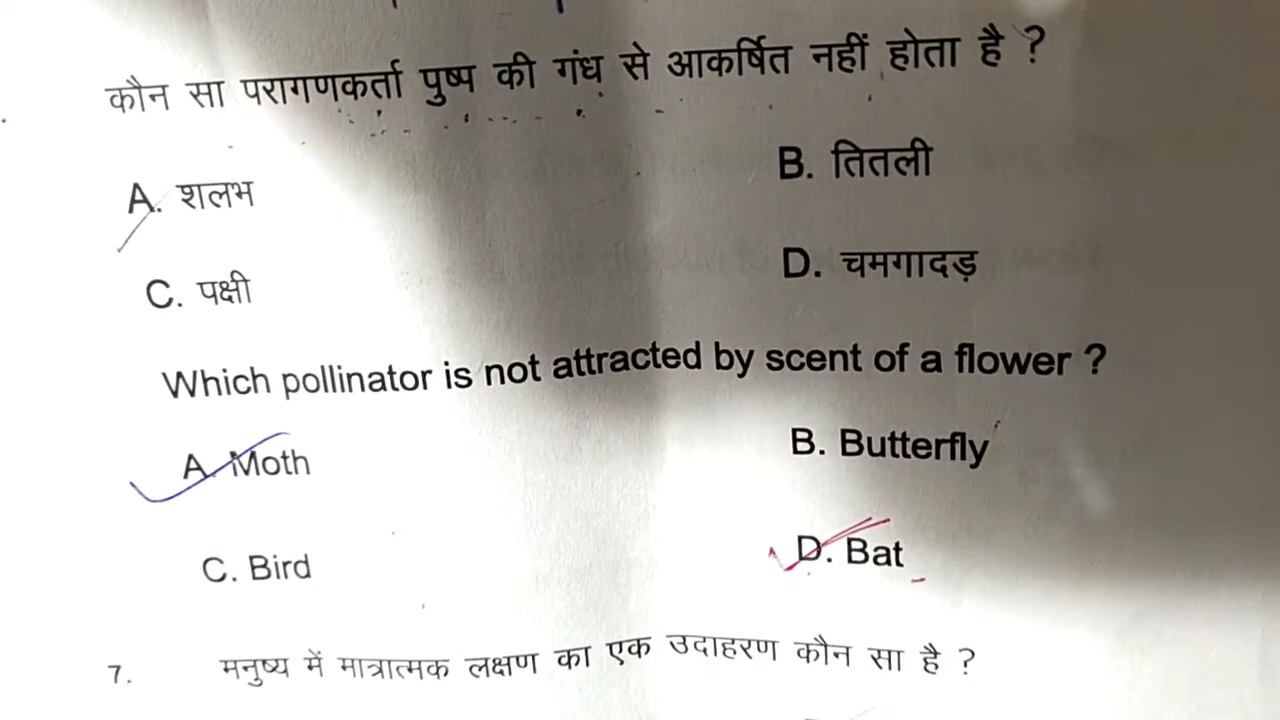 कौन सा परागणकर्ता पुष्प की गंध से आकर्षित नहीं होता है ?
A. शलभ B. तितली
C. पक्षी D. चमगादड़
Which pollinator is not attracted by scent of a flower ?
A. Moth B. Butterfly
C. Bird D. Bat
7. मनुष्य में मात्रात्मक लक्षण का एक उदाहरण कौन सा है ?